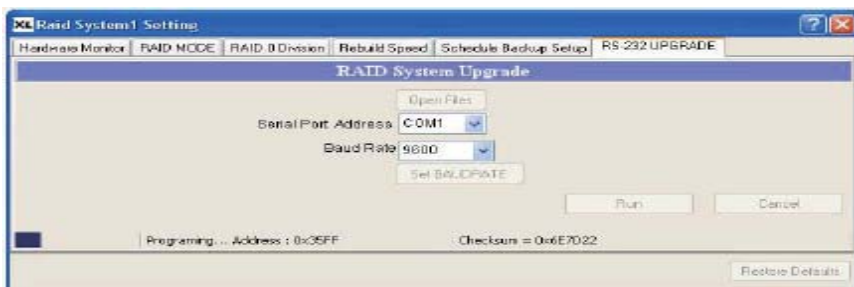 XL Raid System1 Setting
Hardware Monitor RAID MODE RAID 0 Division Rebuild Speed Schedule Backup Setup RS-232 UPGRADE
RAID System Upgrade
Open Files
Serial Port Address COM1
Baud Rate 9600
Set BAUDRATE
Run Cancel
Programing... Address : 0x35FF Checksum = 0x6E7D22
Restore Defaults